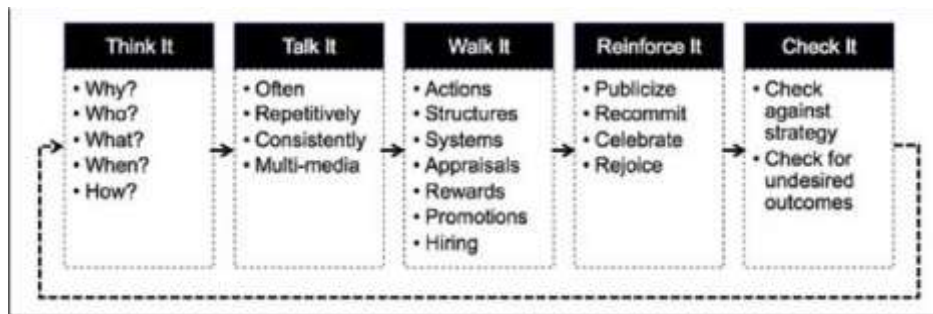 Think It
• Why?
• Who?
• What?
• When?
• How?
Talk It
• Often
• Repetitively
• Consistently
• Multi-media
Walk It
• Actions
• Structures
• Systems
• Appraisals
• Rewards
• Promotions
• Hiring
Reinforce It
• Publicize
• Recommit
• Celebrate
• Rejoice
Check It
• Check
against
strategy
• Check for
undesired
outcomes